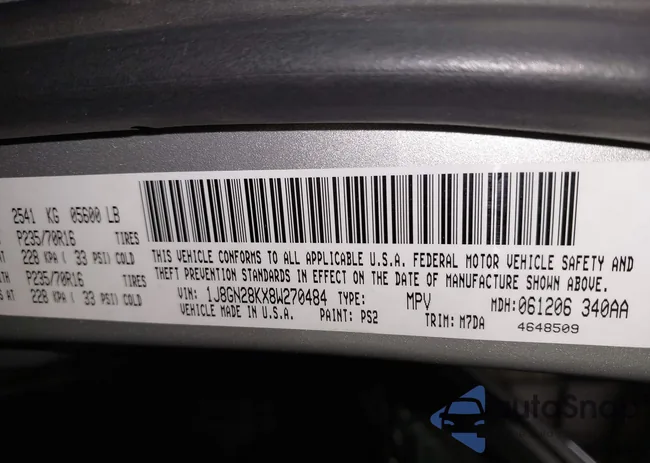 2541 KG 05600 LB
P235/70R16 TIRES
228 KPA ( 33 PSI) COLD
TH P235/70R16 TIRES
S AT 228 KPA ( 33 PSI) COLD
THIS VEHICLE CONFORMS TO ALL APPLICABLE U.S.A. FEDERAL MOTOR VEHICLE SAFETY AND
THEFT PREVENTION STANDARDS IN EFFECT ON THE DATE OF MANUFACTURE SHOWN ABOVE.
VIN: 1J8GN28KX8W270484 TYPE: MPV MDH: 061206 340AA
VEHICLE MADE IN U.S.A. PAINT: PS2 TRIM: M7DA 4648509